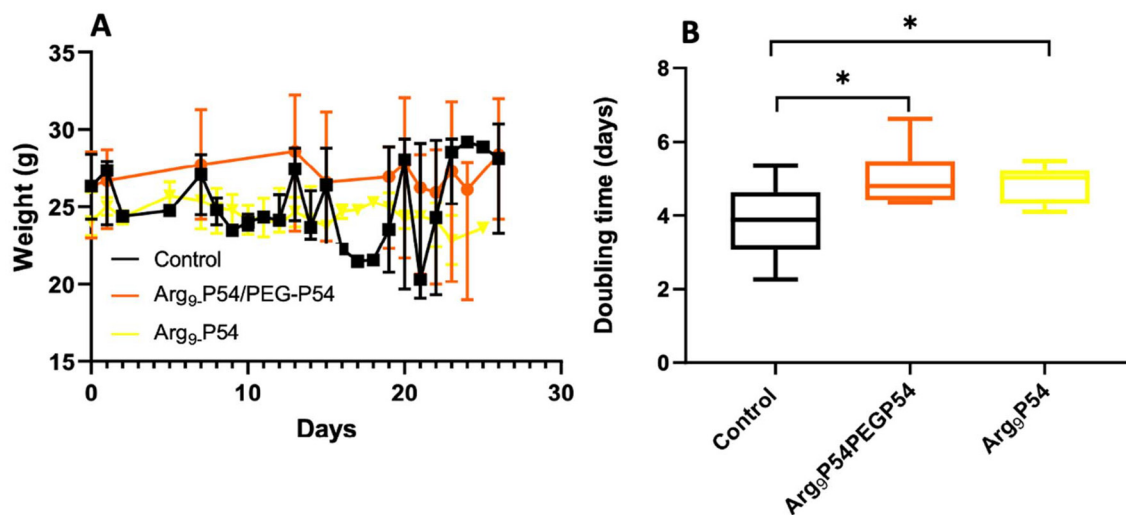 A
Weight (g)
35
30
25
20
15
Control
Arg₉-P54/PEG-P54
Arg₉-P54
0
10
20
30
Days
B
*
*
Doubling time (days)
8
6
4
2
0
Control
Arg₉P54PEGP54
Arg₉P54